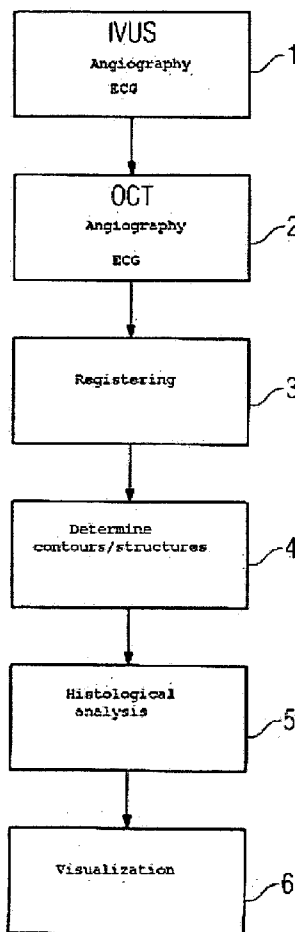 IVUS
Angiography
ECG
1
OCT
Angiography
ECG
2
Registering
3
Determine
contours/structures
4
Histological
analysis
5
Visualization
6